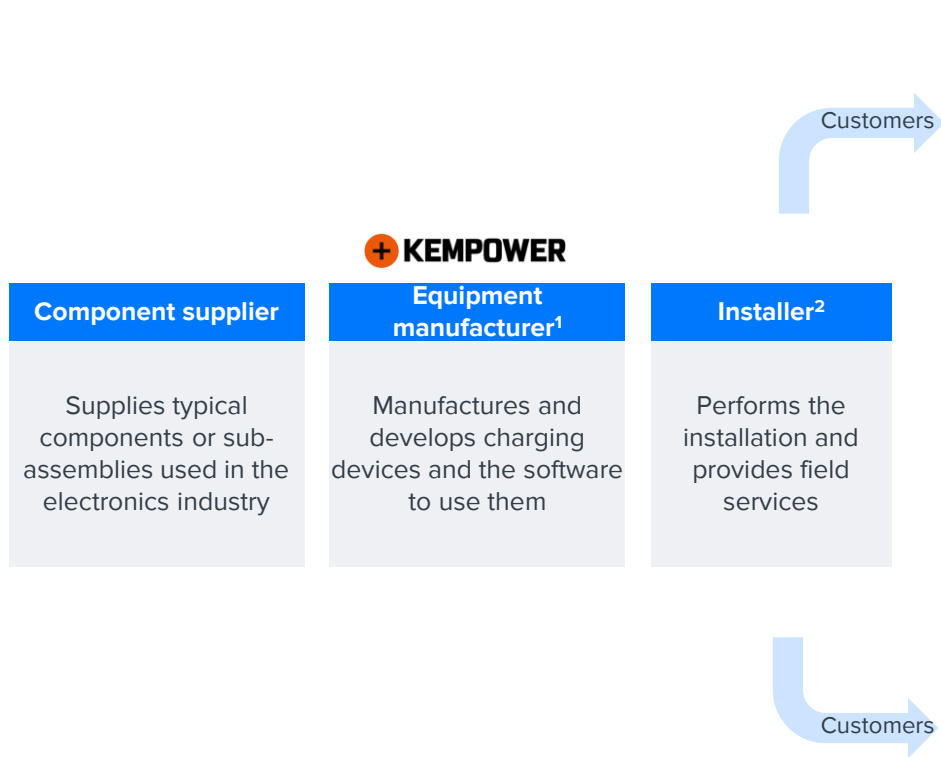 Customers
KEMPOWER
Component supplier
Supplies typical
components or sub-
assemblies used in the
electronics industry
Equipment
manufacturer¹
Manufactures and
develops charging
devices and the software
to use them
Installer²
Performs the
installation and
provides field
services
Customers